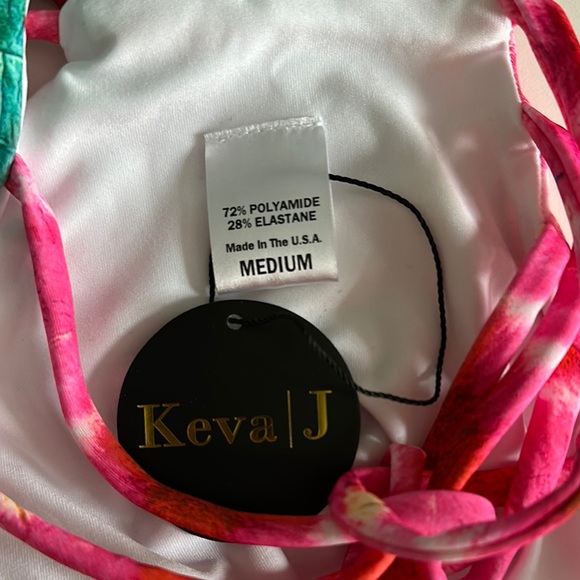 72% POLYAMIDE
28% ELASTANE
Made In The U.S.A.
MEDIUM
Keva|J